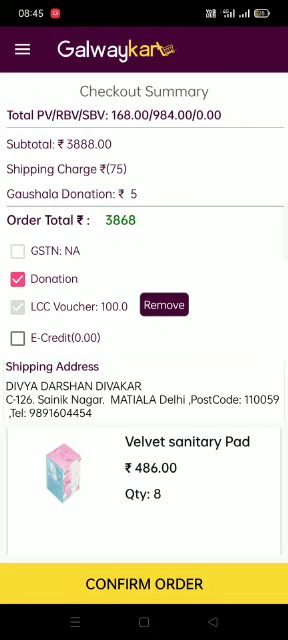 08:45
Galwaykart
Checkout Summary
Total PV/RBV/SBV: 168.00/984.00/0.00
Subtotal: ₹ 3888.00
Shipping Charge ₹(75)
Gaushala Donation: ₹ 5
Order Total ₹ : 3868
GSTN: NA
Donation
LCC Voucher: 100.0 Remove
E-Credit(0.00)
Shipping Address
DIVYA DARSHAN DIVAKAR
C-126. Sainik Nagar. MATIALA Delhi ,PostCode: 110059
,Tel: 9891604454
Velvet sanitary Pad
₹ 486.00
Qty: 8
CONFIRM ORDER